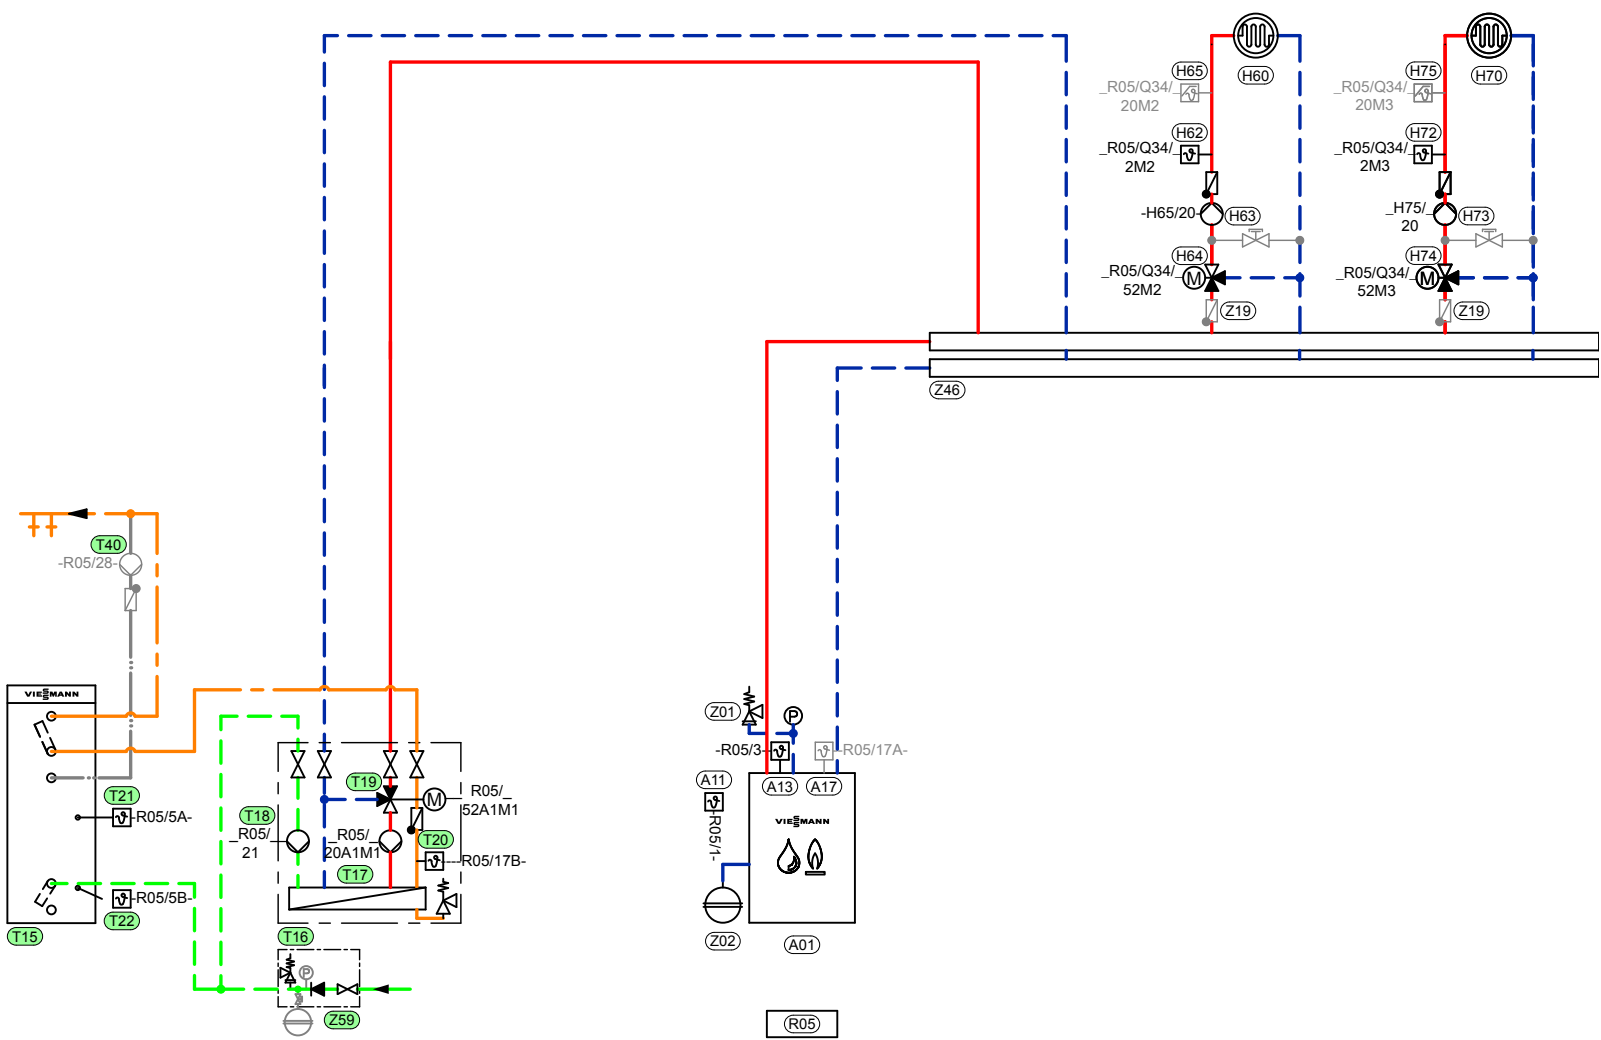 H65
_R05/Q34/_
20M2
H60
H75
_R05/Q34/_
20M3
H70
H62
_R05/Q34/_
2M2
H72
_R05/Q34/_
2M3
-H65/20-
H63
_H75/_
20
H73
H64
_R05/Q34/_
52M2
M
H74
_R05/Q34/_
52M3
M
Z19
Z19
Z46
T40
-R05/28-
VIESSMANN
T21
-R05/5A-
T22
-R05/5B-
T15
T18
_R05/_
21
T19
M
R05/_
52A1M1
_R05/_
20A1M1
T20
-R05/17B-
T17
T16
P
Z59
Z01
P
-R05/3-
-R05/17A-
A11
A13
A17
-R05/1-
VIESSMANN
Z02
A01
R05